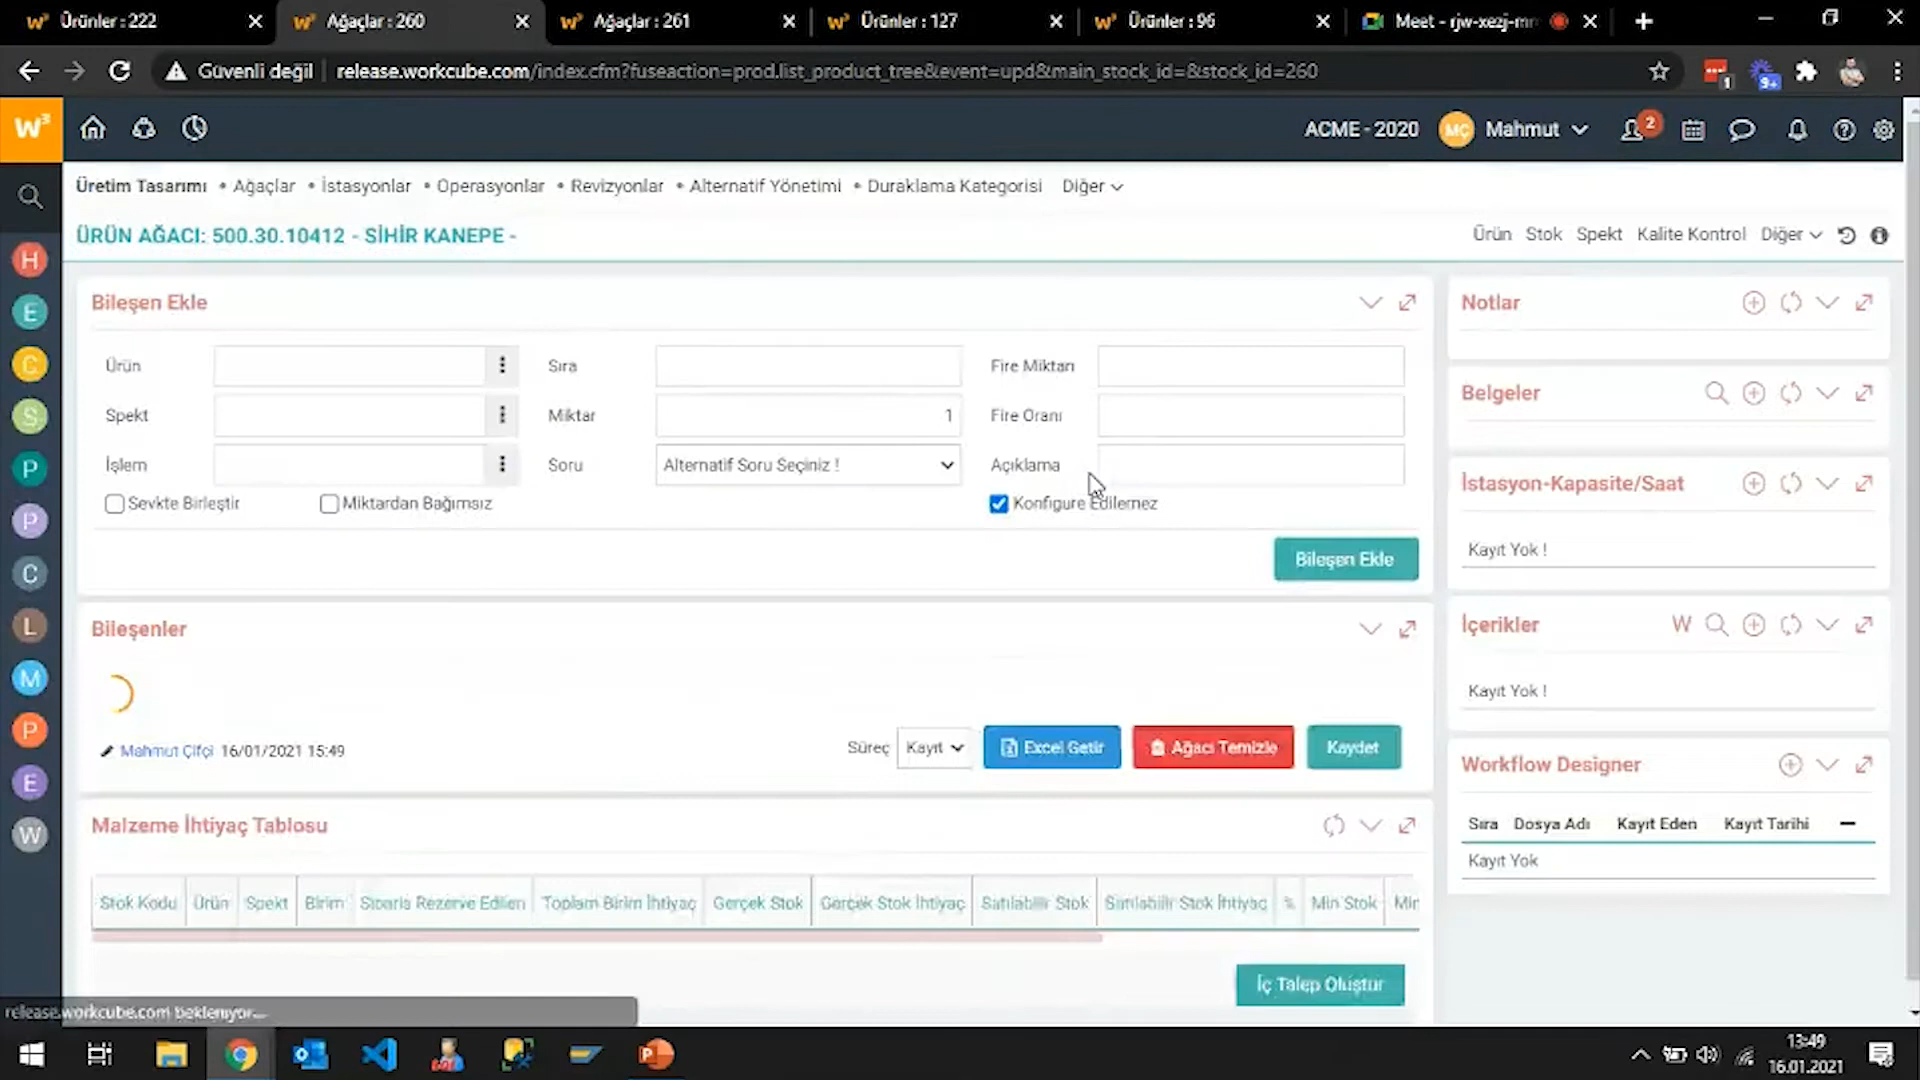 Ürünler : 222
Ağaçlar : 260
Ağaçlar : 261
Ürünler : 127
Ürünler : 96
Meet - rjw-xezj-mr
Güvenli değil
release.workcube.com/index.cfm?fuseaction=prod.list_product_tree&event=upd&main_stock_id=&stock_id=260
1
9+
W³
ACME - 2020
MÇ
Mahmut
2
Üretim Tasarımı • Ağaçlar • İstasyonlar • Operasyonlar • Revizyonlar • Alternatif Yönetimi • Duraklama Kategorisi Diğer
ÜRÜN AĞACI: 500.30.10412 - SİHİR KANEPE -
Ürün Stok Spekt Kalite Kontrol Diğer
H
E
C
S
P
P
C
L
M
P
E
W
Bileşen Ekle
Ürün
Sıra
Fire Miktarı
Spekt
Miktar
1
Fire Oranı
İşlem
Soru
Alternatif Soru Seçiniz !
Açıklama
Sevkte Birleştir
Miktardan Bağımsız
Konfigure Edilemez
Bileşen Ekle
Bileşenler
Mahmut Çifçi 16/01/2021 15:49
Süreç
Kayıt
Excel Getir
Ağacı Temizle
Kaydet
Malzeme İhtiyaç Tablosu
Stok Kodu
Ürün
Spekt
Birim
Sipariş Rezerve Edilen
Toplam Birim İhtiyaç
Gerçek Stok
Gerçek Stok İhtiyaç
Satılabilir Stok
Satılabilir Stok İhtiyaç
%
Min Stok
Mir
İç Talep Oluştur
Notlar
Belgeler
İstasyon-Kapasite/Saat
Kayıt Yok !
İçerikler
W
Kayıt Yok !
Workflow Designer
Sıra
Dosya Adı
Kayıt Eden
Kayıt Tarihi
Kayıt Yok
release.workcube.com bekleniyor...
13:49
16.01.2021